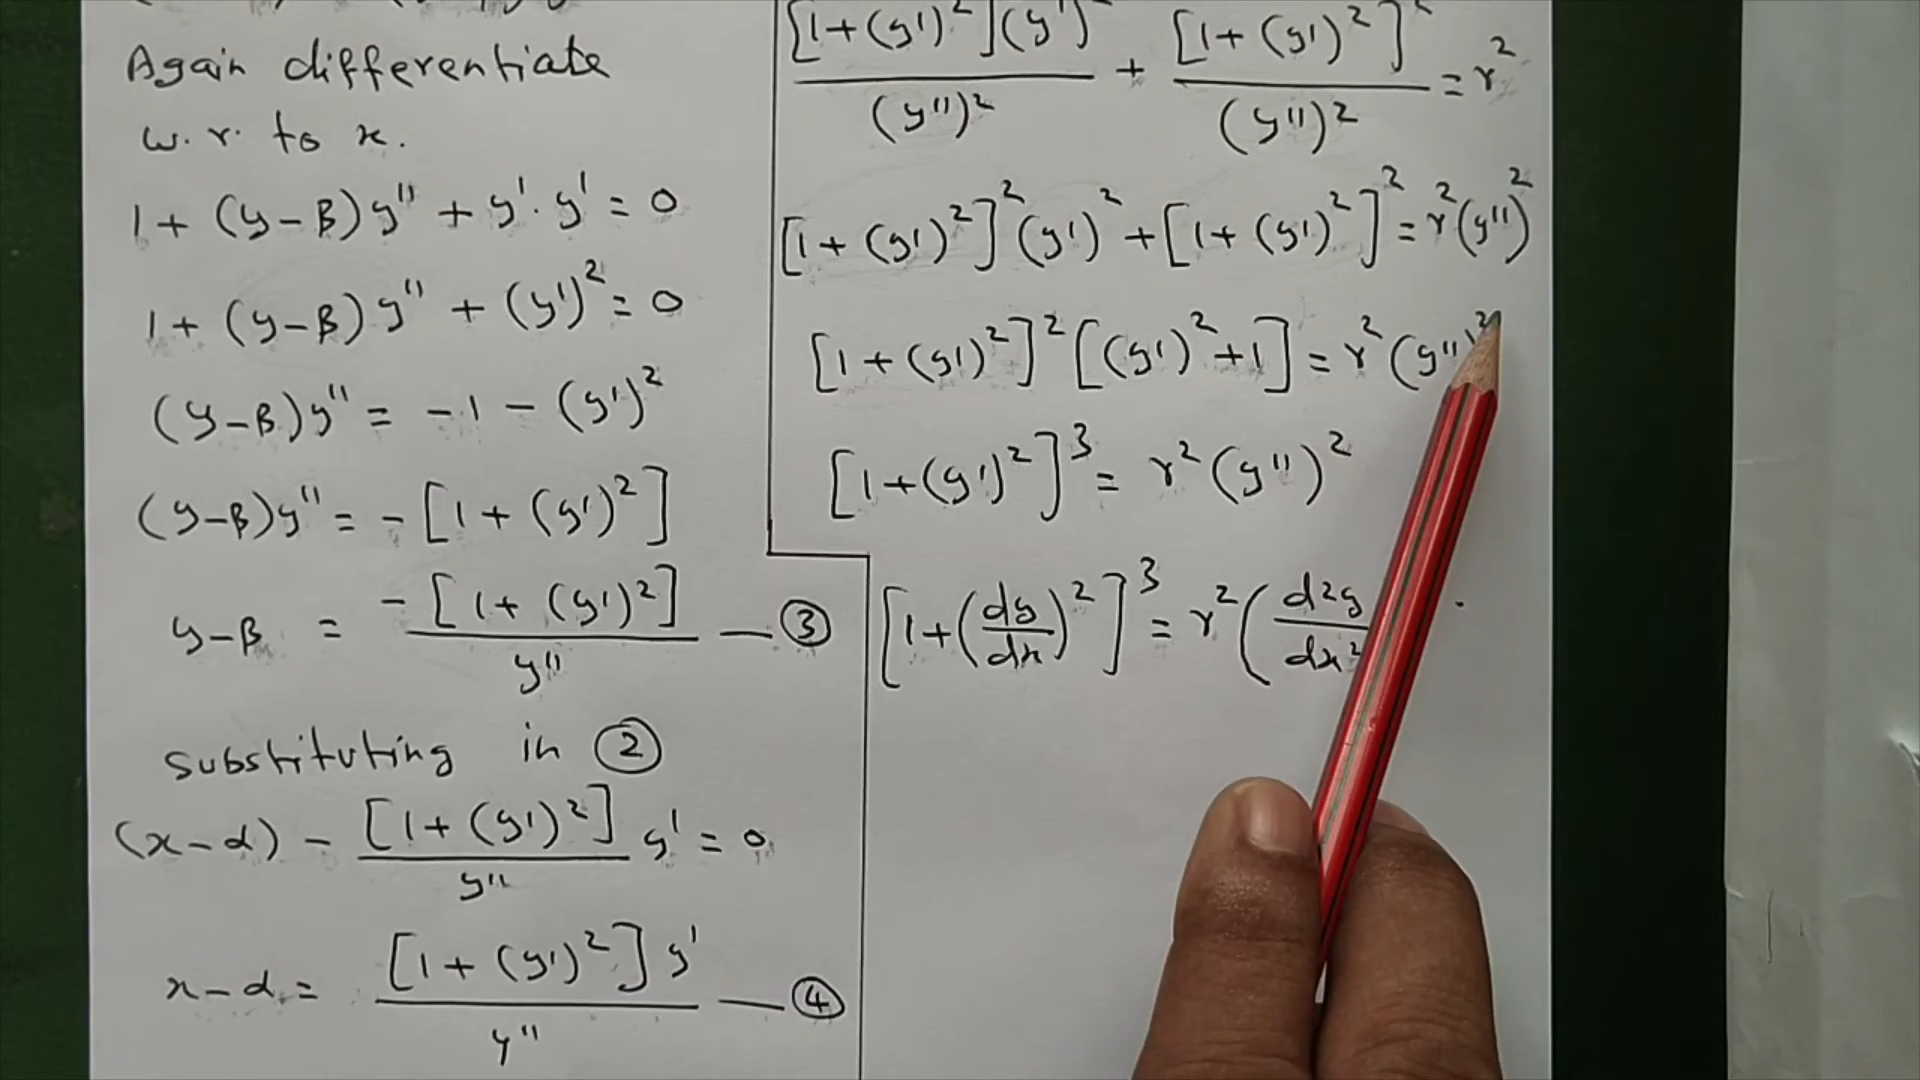 Again differentiate
w.r. to x.
1 + (y-β)y" + y'.y' = 0
1 + (y-β)y" + (y')² = 0
(y-β)y" = -1 - (y')²
(y-β)y" = -[1 + (y')²]
y-β = -[1 + (y')²] / y" — ③
substituting in ②
(x-α) - [1 + (y')²] / y" y' = 0
x-α = [1 + (y')²] y' / y" — ④
[1+(y')²](y') / (y")² + [1+(y')²]² / (y")² = r²
[1+(y')²]²(y')² + [1+(y')²]² = r²(y")²
[1+(y')²]²[(y')²+1] = r²(y")²
[1+(y')²]³ = r²(y")²
[1+(dy/dx)²]³ = r²(d²y/dx²